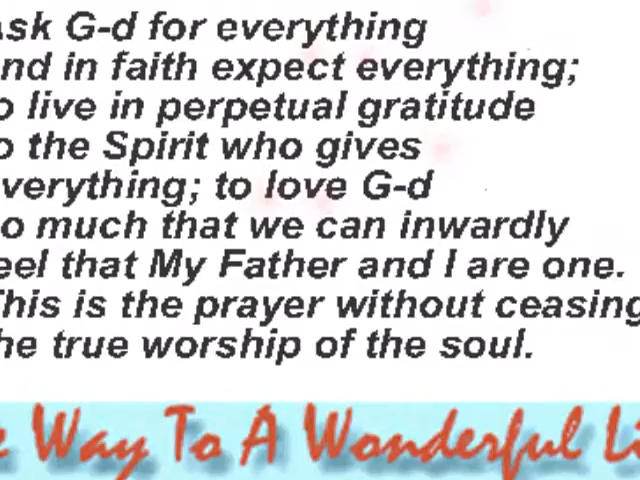 Ask G-d for everything
and in faith expect everything;
to live in perpetual gratitude
to the Spirit who gives
everything; to love G-d
so much that we can inwardly
feel that My Father and I are one.
This is the prayer without ceasing
the true worship of the soul.
Way To A Wonderful